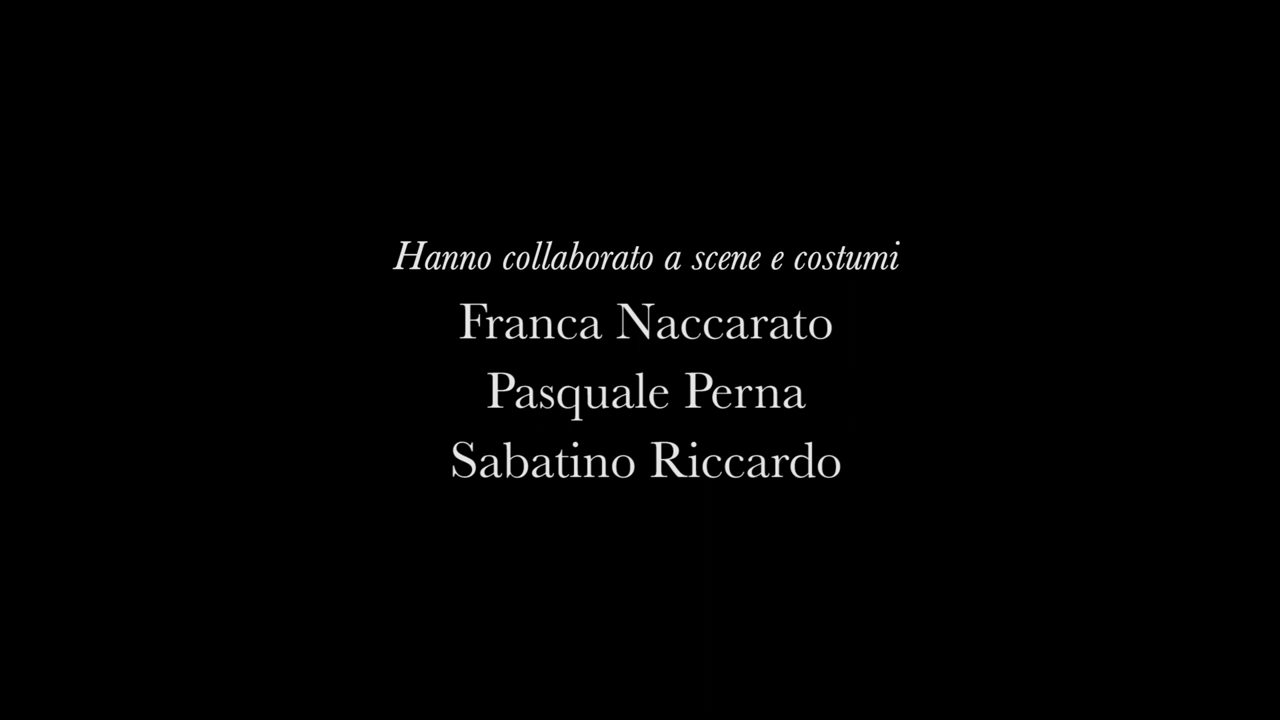 Hanno collaborato a scene e costumi
Franca Naccarato
Pasquale Perna
Sabatino Riccardo